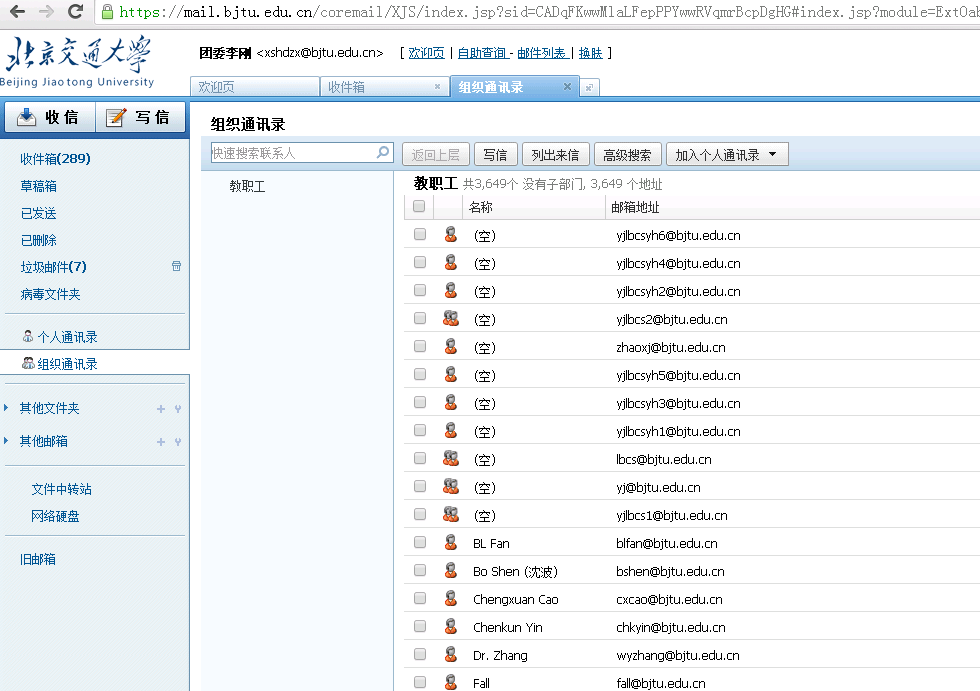 https://mail.bjtu.edu.cn/coremail/XJS/index.jsp?sid=CADqFKwwMlaLFepPPYwwRVqmrBcpDgHG#index.jsp?module=ExtOab
北京交通大学
Beijing Jiaotong University
团委李刚 <xshdzx@bjtu.edu.cn> [ 欢迎页 | 自助查询 - 邮件列表 | 换肤 ]
欢迎页 收件箱 × 组织通讯录 ×
收信 写信
收件箱(289)
草稿箱
已发送
已删除
垃圾邮件(7)
病毒文件夹
个人通讯录
组织通讯录
其他文件夹
其他邮箱
文件中转站
网络硬盘
旧邮箱
组织通讯录
快速搜索联系人 返回上层 写信 列出来信 高级搜索 加入个人通讯录
教职工
教职工 共3,649个 没有子部门, 3,649 个地址
名称 邮箱地址
(空) yjlbcsyh6@bjtu.edu.cn
(空) yjlbcsyh4@bjtu.edu.cn
(空) yjlbcsyh2@bjtu.edu.cn
(空) yjlbcs2@bjtu.edu.cn
(空) zhaoxj@bjtu.edu.cn
(空) yjlbcsyh5@bjtu.edu.cn
(空) yjlbcsyh3@bjtu.edu.cn
(空) yjlbcsyh1@bjtu.edu.cn
(空) lbcs@bjtu.edu.cn
(空) yj@bjtu.edu.cn
(空) yjlbcs1@bjtu.edu.cn
BL Fan blfan@bjtu.edu.cn
Bo Shen (沈波) bshen@bjtu.edu.cn
Chengxuan Cao cxcao@bjtu.edu.cn
Chenkun Yin chkyin@bjtu.edu.cn
Dr. Zhang wyzhang@bjtu.edu.cn
Fall fall@bjtu.edu.cn